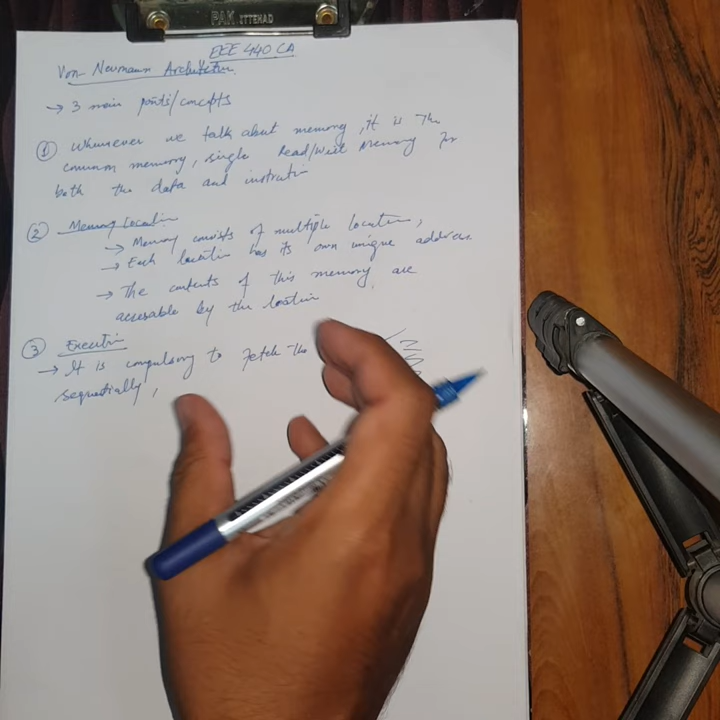 PAK ITTEHAD
EEE 440 CA
Von-Neumann Architecture
→ 3 main points/concepts
① Whenever we talk about memory, it is the
common memory, single Read/Write Memory for
both the data and instruction
② Memory Location
→ Memory consists of multiple locations,
→ Each location has its own unique address.
→ The contents of this memory are
accessable by the location
③ Execution
→ It is compulsory to fetch the
sequentially,